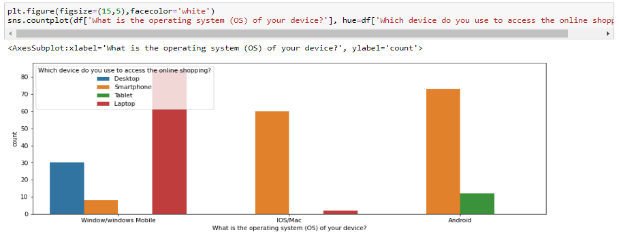 plt.figure(figsize=(15,5),facecolor='white')
sns.countplot(df['What is the operating system (OS) of your device?'], hue=df['Which device do you use to access the online shopp
<AxesSubplot:xlabel='What is the operating system (OS) of your device?', ylabel='count'>
Which device do you use to access the online shopping?
Desktop
Smartphone
Tablet
Laptop
80
70
60
50
40
30
20
10
0
count
Window/windows Mobile
IOS/Mac
Android
What is the operating system (OS) of your device?